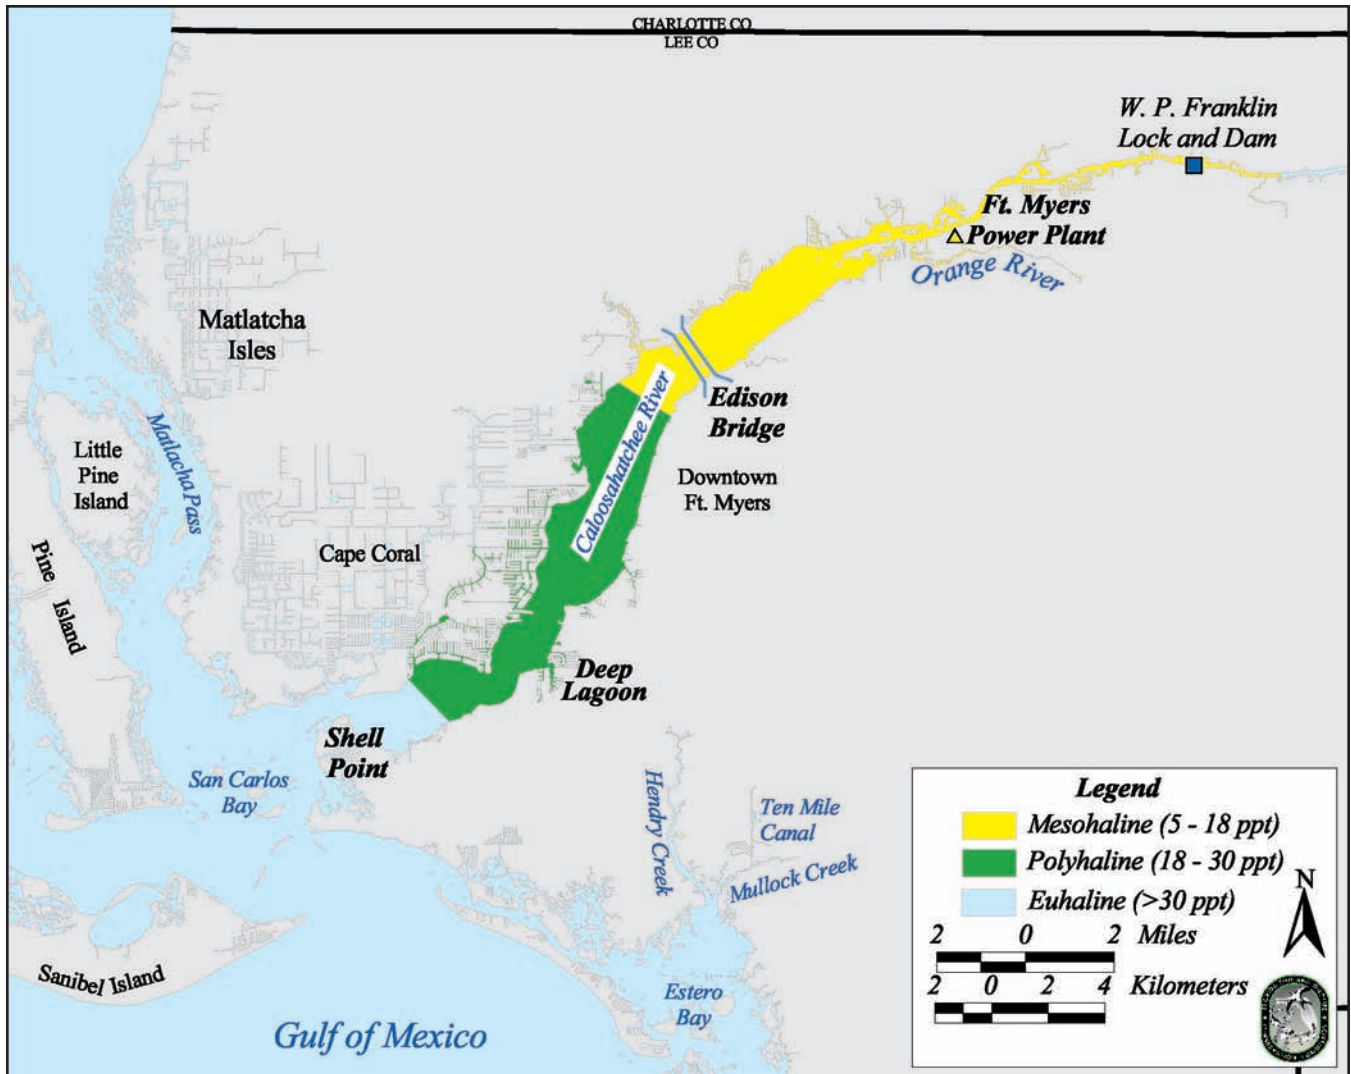 CHARLOTTE CO
LEE CO
W. P. Franklin
Lock and Dam
Ft. Myers
Power Plant
Orange River
Matlatcha
Isles
Edison
Bridge
Caloosahatchee River
Matlacha Pass
Little
Pine
Island
Downtown
Ft. Myers
Cape Coral
Pine Island
Deep
Lagoon
Shell
Point
San Carlos
Bay
Hendry Creek
Ten Mile
Canal
Mullock Creek
Sanibel Island
Estero
Bay
Gulf of Mexico
Legend
Mesohaline (5 - 18 ppt)
Polyhaline (18 - 30 ppt)
Euhaline (>30 ppt)
N
2 0 2 Miles
2 0 2 4 Kilometers